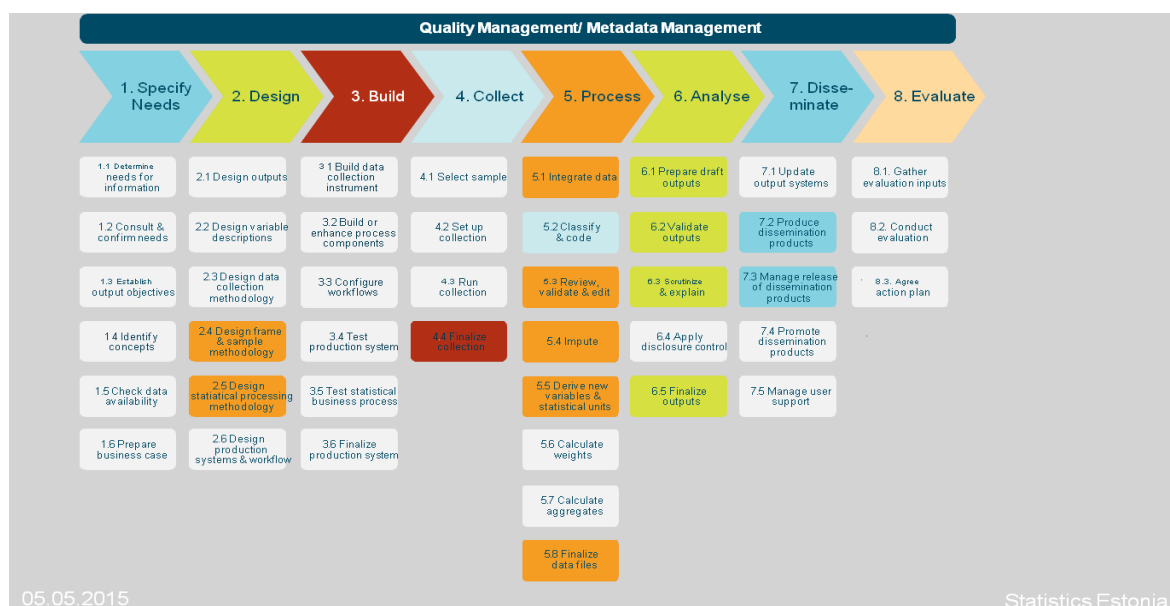 Quality Management/ Metadata Management
1. Specify
Needs
2. Design
3. Build
4. Collect
5. Process
6. Analyse
7. Disse-
minate
8. Evaluate
1.1 Determine
needs for
information
2.1 Design outputs
3 1 Build data
collection
instrument
4.1 Select sample
5.1 Integrate data
6.1 Prepare draft
outputs
7.1 Update
output systems
8.1. Gather
evaluation inputs
1.2 Consult &
confirm needs
2.2 Design variable
descriptions
3.2 Build or
enhance process
components
4.2 Set up
collection
5.2 Classify
& code
6.2 Validate
outputs
7.2 Produce
dissemination
products
8.2. Conduct
evaluation
1.3 Establish
output objectives
2.3 Design data
collection
methodology
3.3 Configure
workflows
4.3 Run
collection
5.3 Review,
validate & edit
6.3 Scrutinize
& explain
7.3 Manage release
of dissemination
products
8.3. Agree
action plan
1.4 Identify
concepts
2.4 Design frame
& sample
methodology
3.4 Test
production system
4.4 Finalize
collection
5.4 Impute
6.4 Apply
disclosure control
7.4 Promote
dissemination
products
1.5 Check data
availability
2.5 Design
statiatical processing
methodology
3.5 Test statistical
business process
5.5 Derive new
variables &
statistical units
6.5 Finalize
outputs
7.5 Manage user
support
1.6 Prepare
business case
2.6 Design
production
systems & workflow
3.6 Finalize
production system
5.6 Calculate
weights
5.7 Calculate
aggregates
5.8 Finalize
data files
05.05.2015
Statistics Estonia